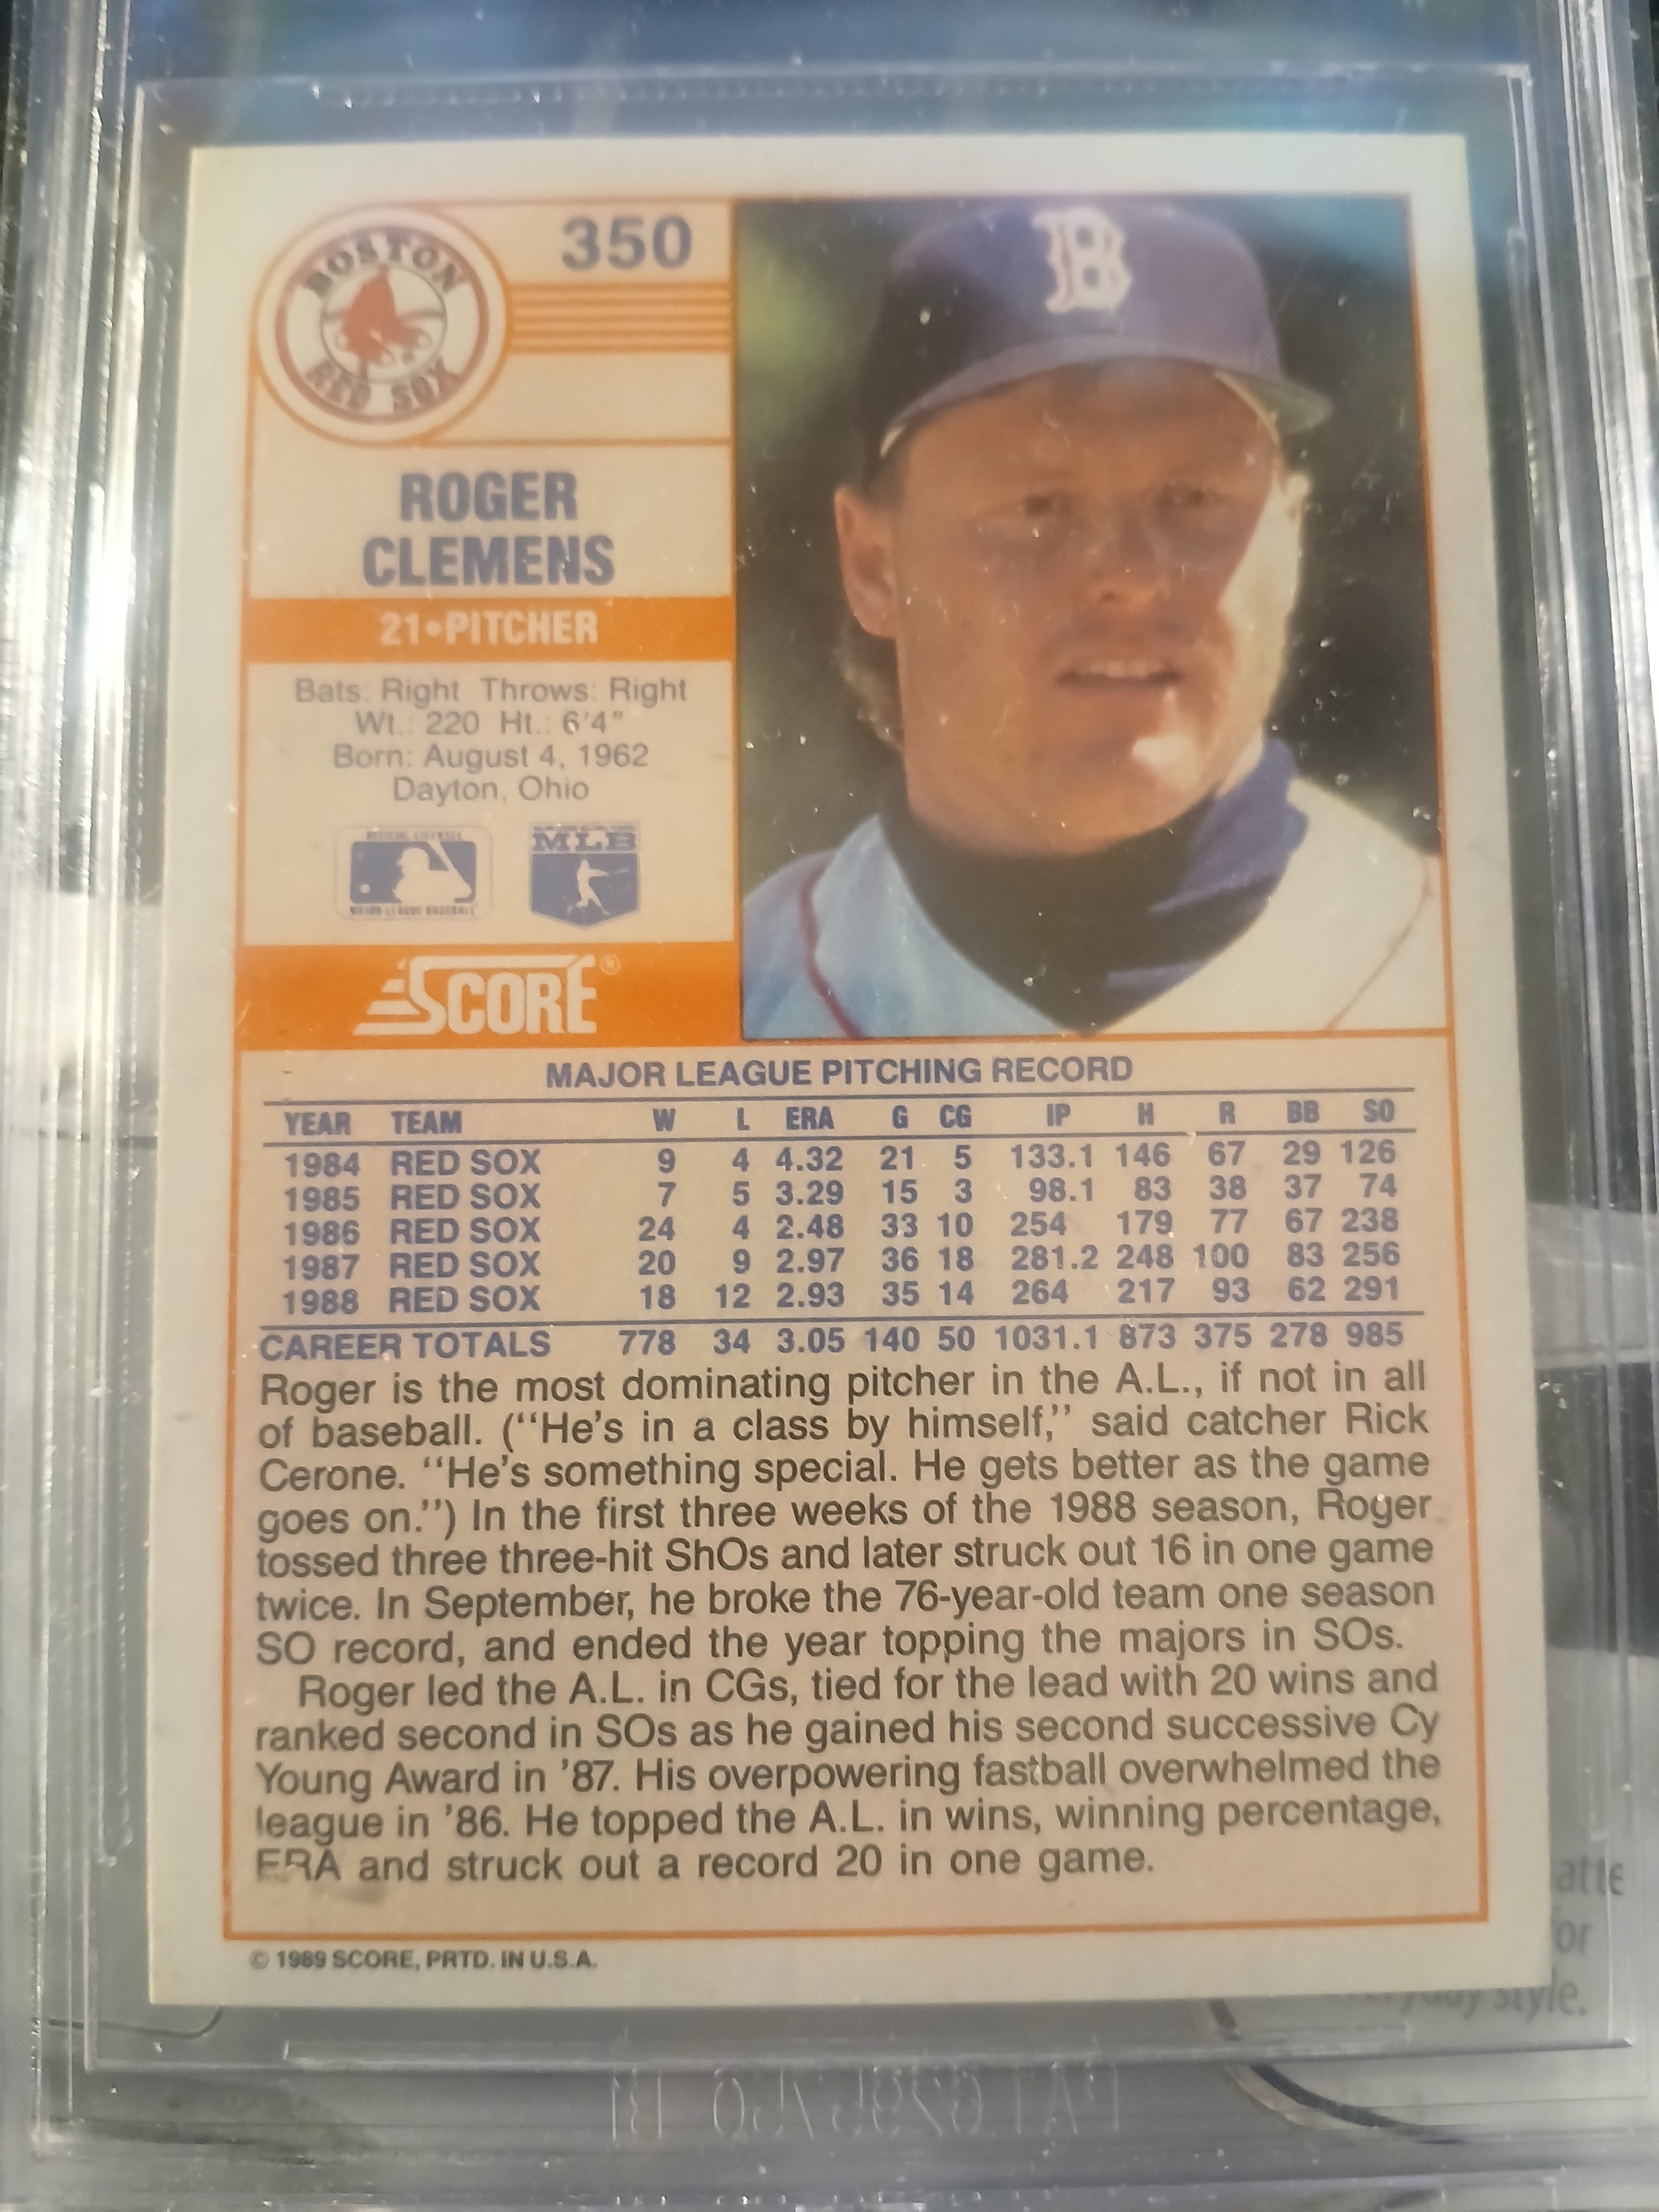 350
BOSTON
RED SOX
ROGER
CLEMENS
21•PITCHER
Bats: Right Throws: Right
Wt.: 220 Ht.: 6'4"
Born: August 4, 1962
Dayton, Ohio
MLB
MAJOR LEAGUE BASEBALL
SCORE®
MAJOR LEAGUE PITCHING RECORD
YEAR TEAM W L ERA G CG IP H R BB SO
1984 RED SOX 9 4 4.32 21 5 133.1 146 67 29 126
1985 RED SOX 7 5 3.29 15 3 98.1 83 38 37 74
1986 RED SOX 24 4 2.48 33 10 254 179 77 67 238
1987 RED SOX 20 9 2.97 36 18 281.2 248 100 83 256
1988 RED SOX 18 12 2.93 35 14 264 217 93 62 291
CAREER TOTALS 778 34 3.05 140 50 1031.1 873 375 278 985
Roger is the most dominating pitcher in the A.L., if not in all
of baseball. (''He's in a class by himself,'' said catcher Rick
Cerone. ''He's something special. He gets better as the game
goes on.'') In the first three weeks of the 1988 season, Roger
tossed three three-hit ShOs and later struck out 16 in one game
twice. In September, he broke the 76-year-old team one season
SO record, and ended the year topping the majors in SOs.
Roger led the A.L. in CGs, tied for the lead with 20 wins and
ranked second in SOs as he gained his second successive Cy
Young Award in '87. His overpowering fastball overwhelmed the
league in '86. He topped the A.L. in wins, winning percentage,
ERA and struck out a record 20 in one game.
© 1989 SCORE, PRTD. IN U.S.A.
style.